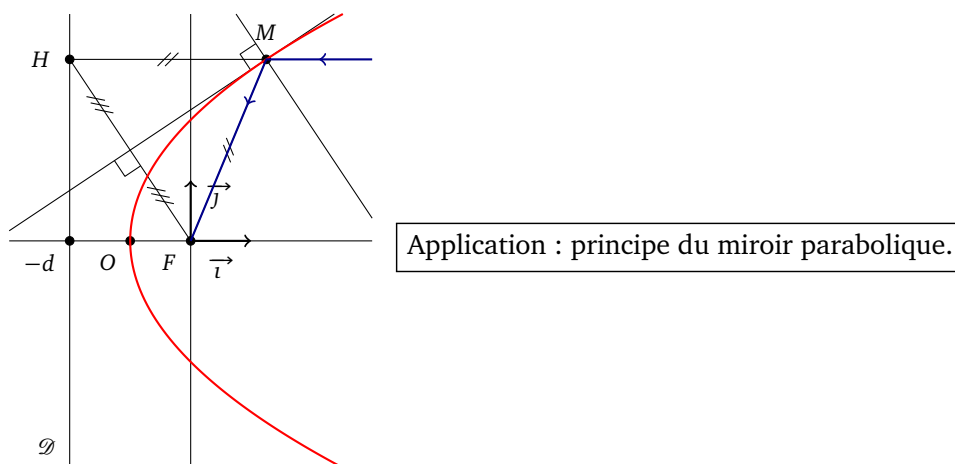 M
H
𝒟
−d
O
F
ȷ
ı
Application : principe du miroir parabolique.